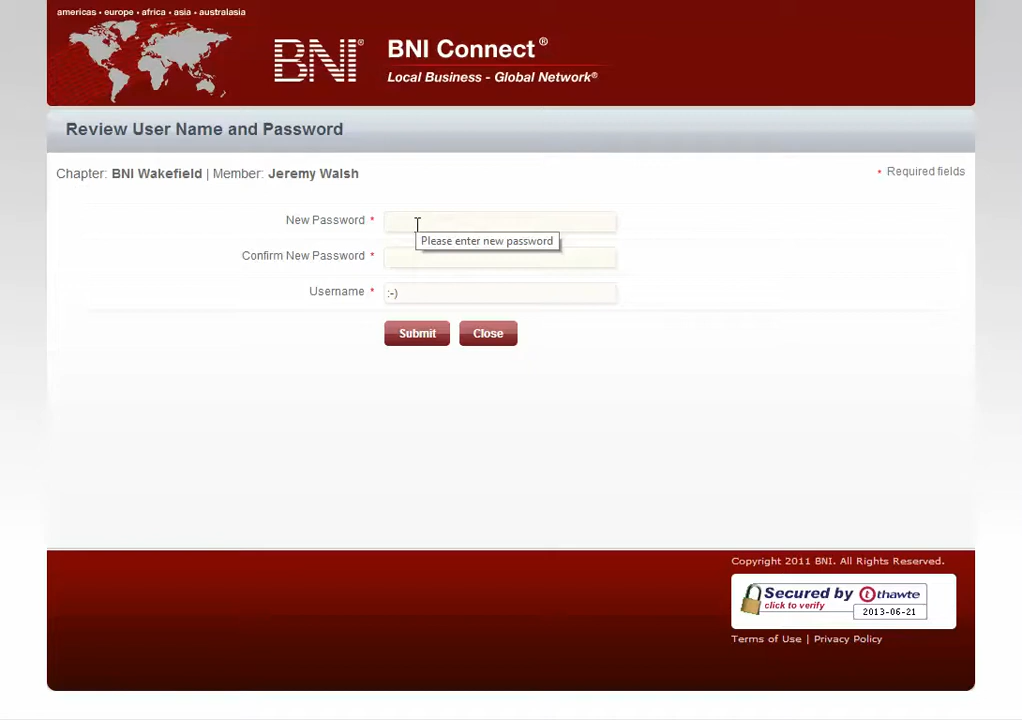 americas • europe • africa • asia • australasia
BNI®
BNI Connect ®
Local Business - Global Network®
Review User Name and Password
Chapter: BNI Wakefield | Member: Jeremy Walsh
• Required fields
New Password *
Please enter new password
Confirm New Password *
Username *
:-)
Submit
Close
Copyright 2011 BNI. All Rights Reserved.
Secured by thawte
click to verify
2013-06-21
Terms of Use | Privacy Policy